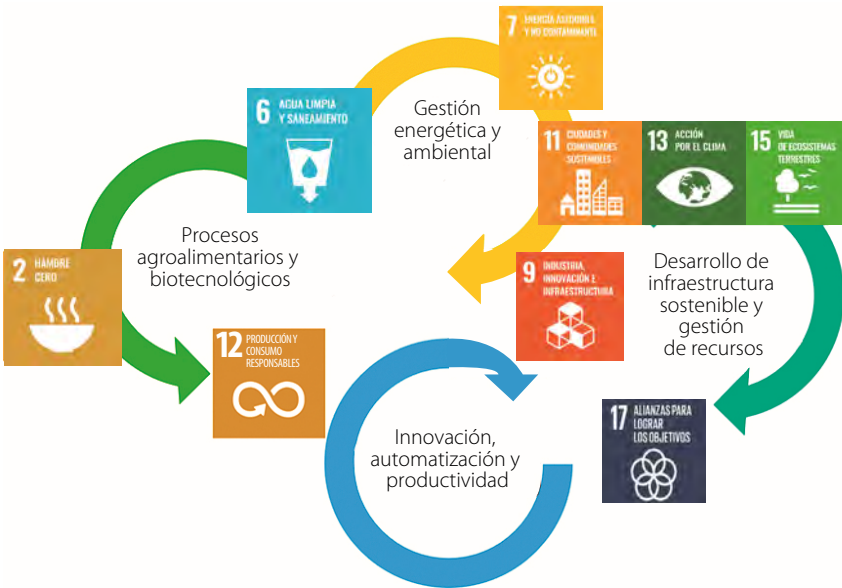 7 ENERGÍA ASEQUIBLE
Y NO CONTAMINANTE
6 AGUA LIMPIA
Y SANEAMIENTO
Gestión
energética y
ambiental
11 CIUDADES Y
COMUNIDADES
SOSTENIBLES
13 ACCIÓN
POR EL CLIMA
15 VIDA
DE ECOSISTEMAS
TERRESTRES
Procesos
agroalimentarios y
biotecnológicos
2 HAMBRE
CERO
9 INDUSTRIA,
INNOVACIÓN E
INFRAESTRUCTURA
Desarrollo de
infraestructura
sostenible y
gestión
de recursos
12 PRODUCCIÓN Y
CONSUMO
RESPONSABLES
17 ALIANZAS PARA
LOGRAR
LOS OBJETIVOS
Innovación,
automatización y
productividad